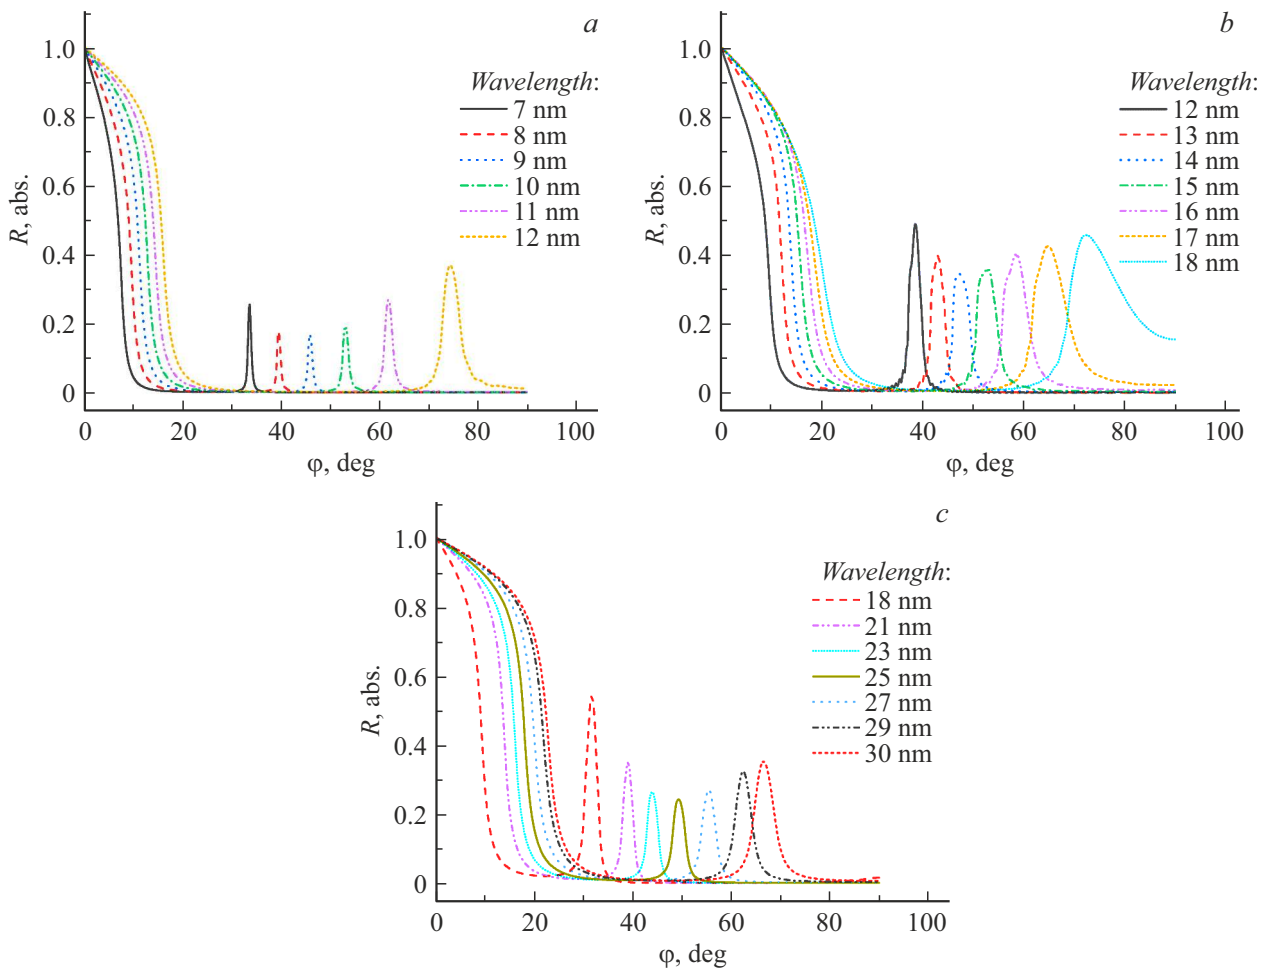 a
Wavelength:
7 nm
8 nm
9 nm
10 nm
11 nm
12 nm
R, abs.
1.0
0.8
0.6
0.4
0.2
0
0 20 40 60 80 100
φ, deg
b
Wavelength:
12 nm
13 nm
14 nm
15 nm
16 nm
17 nm
18 nm
R, abs.
1.0
0.8
0.6
0.4
0.2
0
0 20 40 60 80 100
φ, deg
c
Wavelength:
18 nm
21 nm
23 nm
25 nm
27 nm
29 nm
30 nm
R, abs.
1.0
0.8
0.6
0.4
0.2
0
0 20 40 60 80 100
φ, deg